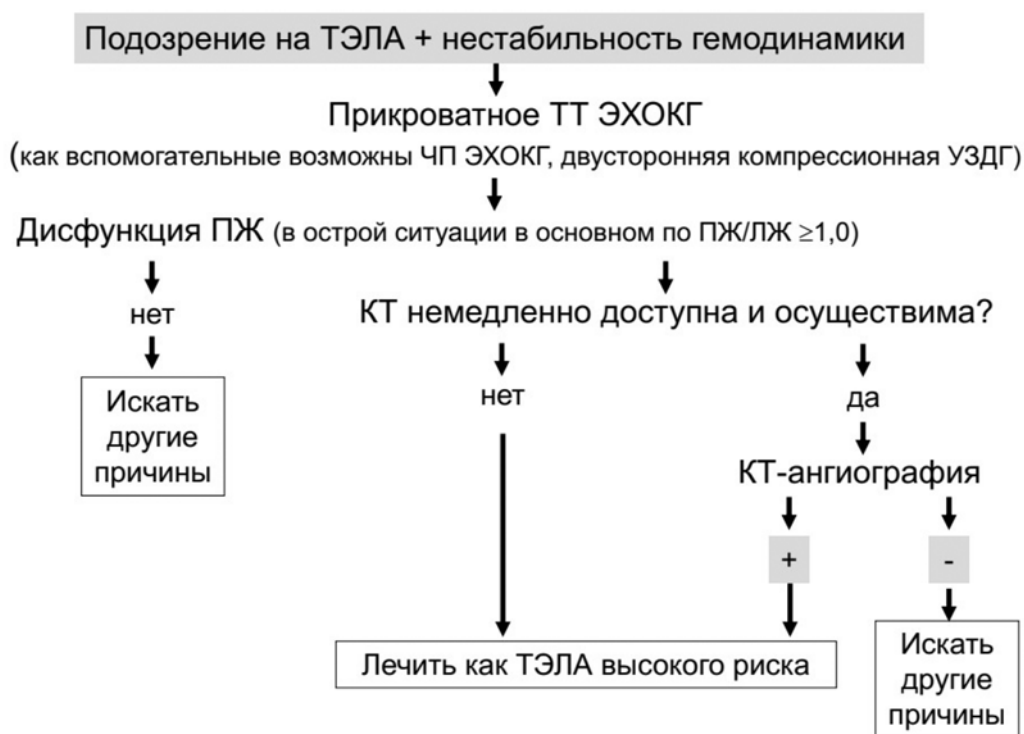 Подозрение на ТЭЛА + нестабильность гемодинамики
Прикроватное ТТ ЭХОКГ
(как вспомогательные возможны ЧП ЭХОКГ, двусторонняя компрессионная УЗДГ)
Дисфункция ПЖ (в острой ситуации в основном по ПЖ/ЛЖ ≥1,0)
нет
КТ немедленно доступна и осуществима?
Искать
другие
причины
нет
да
КТ-ангиография
+
-
Лечить как ТЭЛА высокого риска
Искать
другие
причины